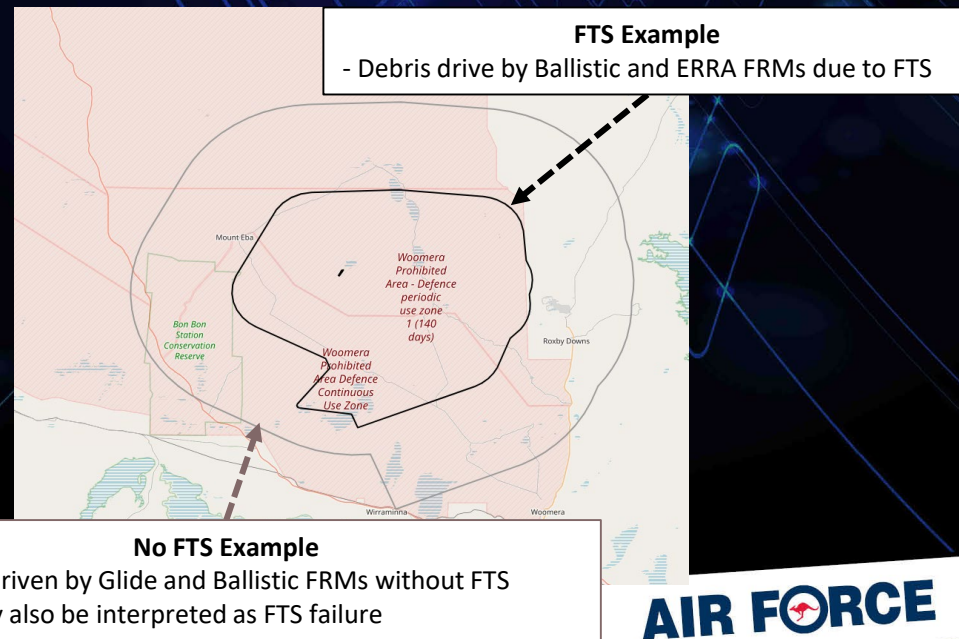 FTS Example
- Debris drive by Ballistic and ERRA FRMs due to FTS
Mount Eba
Woomera
Prohibited
Area - Defence
periodic
use zone
1 (140
days)
Bon Bon
Station
Conservation
Reserve
Roxby Downs
Woomera
Prohibited
Area Defence
Continuous
Use Zone
Wirraminna
Woomera
No FTS Example
riven by Glide and Ballistic FRMs without FTS
also be interpreted as FTS failure
AIR FORCE